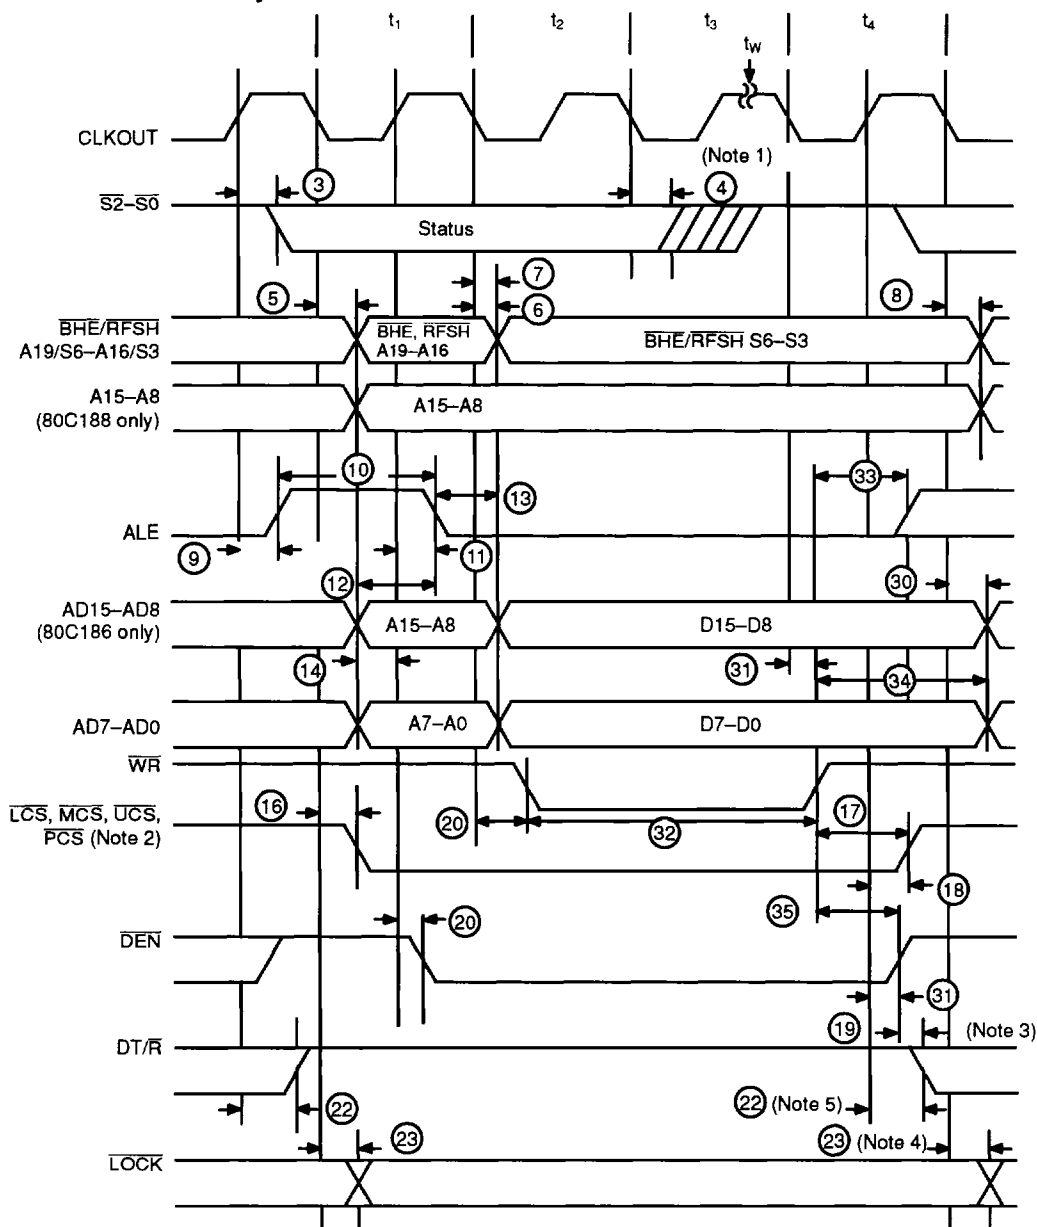 t1 t2 t3 t4
tW
CLKOUT
(Note 1)
S2–S0
3
4
Status
7
5
6
8
BHE/RFSH
A19/S6–A16/S3
BHE, RFSH
A19–A16
BHE/RFSH S6–S3
A15–A8
(80C188 only)
A15–A8
10
33
13
ALE
9
11
12
30
AD15–AD8
(80C186 only)
A15–A8
D15–D8
14
31
34
AD7–AD0
A7–A0
D7–D0
WR
LCS, MCS, UCS,
PCS (Note 2)
16
20
32
17
18
35
20
DEN
31
19
(Note 3)
DT/R
22
22 (Note 5)
23
23 (Note 4)
LOCK